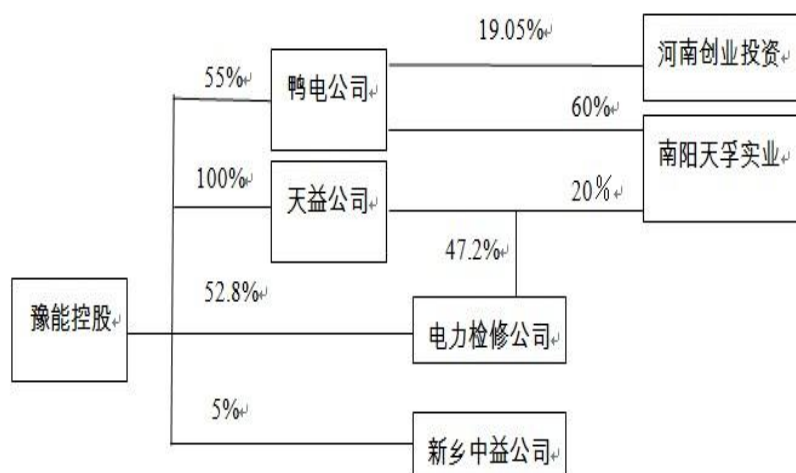 19.05%
河南创业投资
55%
鸭电公司
60%
南阳天孚实业
100%
天益公司
20%
47.2%
52.8%
豫能控股
电力检修公司
5%
新乡中益公司